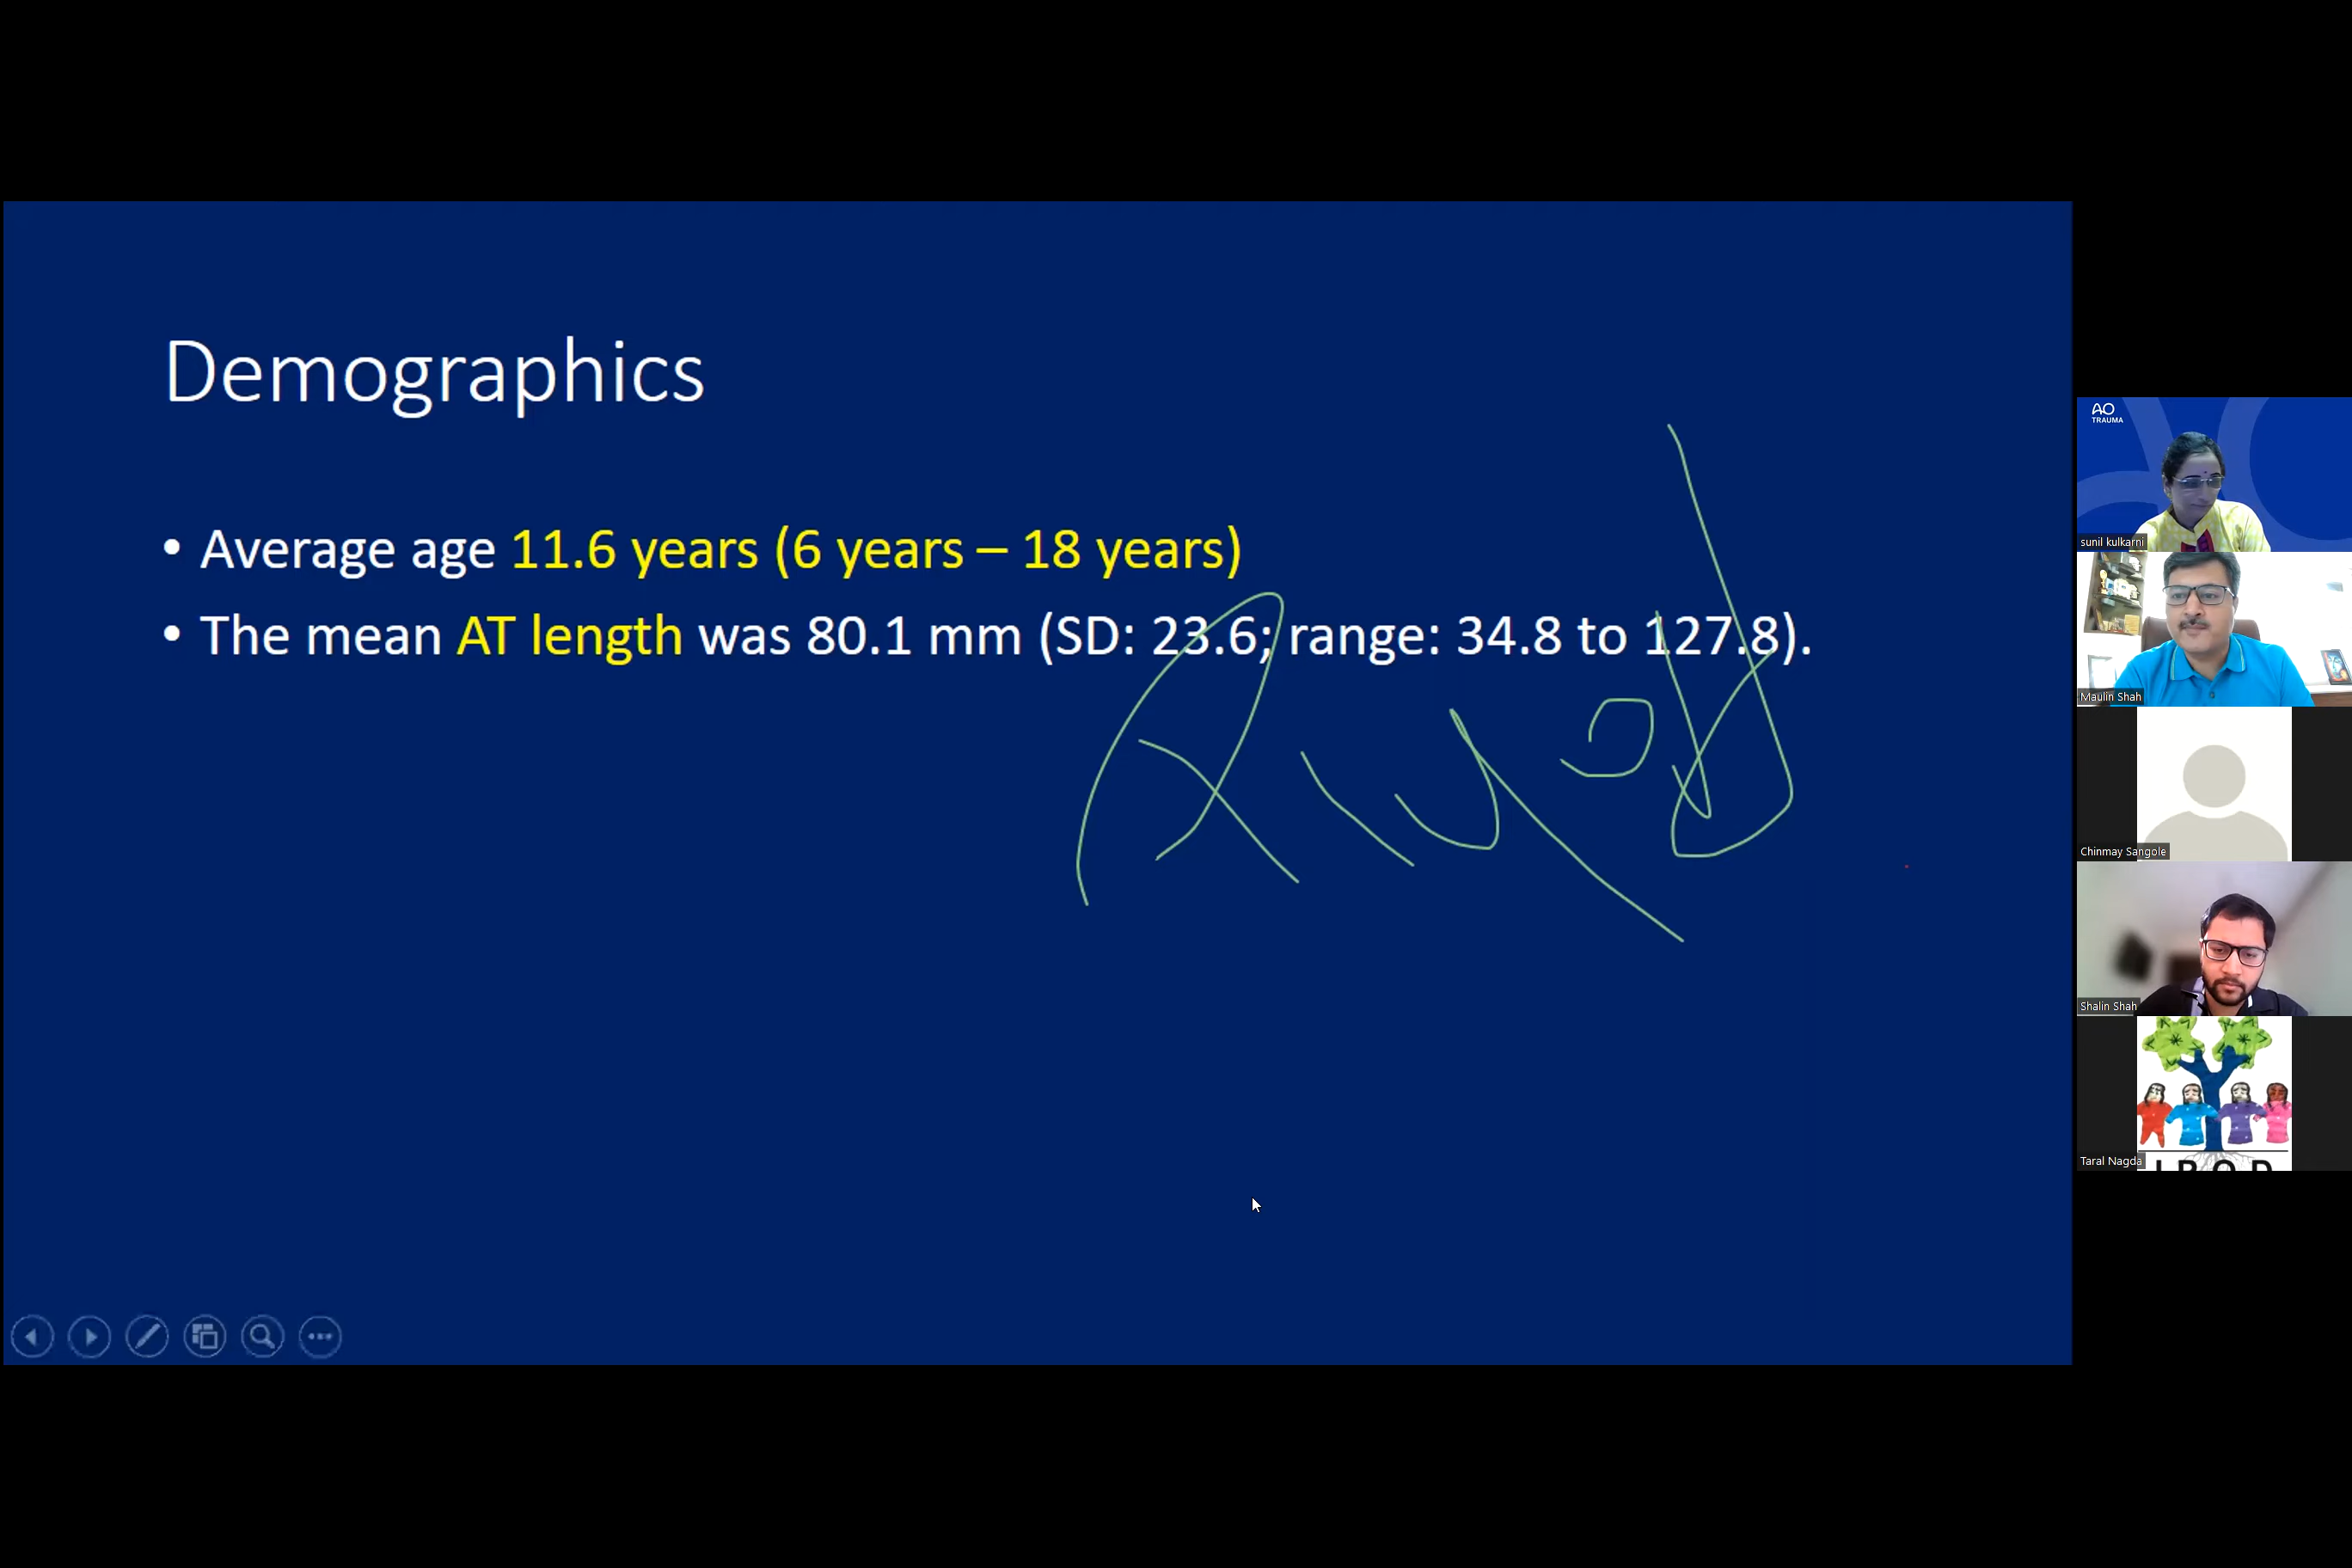 Demographics
• Average age 11.6 years (6 years – 18 years)
• The mean AT length was 80.1 mm (SD: 23.6; range: 34.8 to 127.8).
AO
TRAUMA
sunil kulkarni
Maulin Shah
Chinmay Sangole
Shalin Shah
Taral Nagda